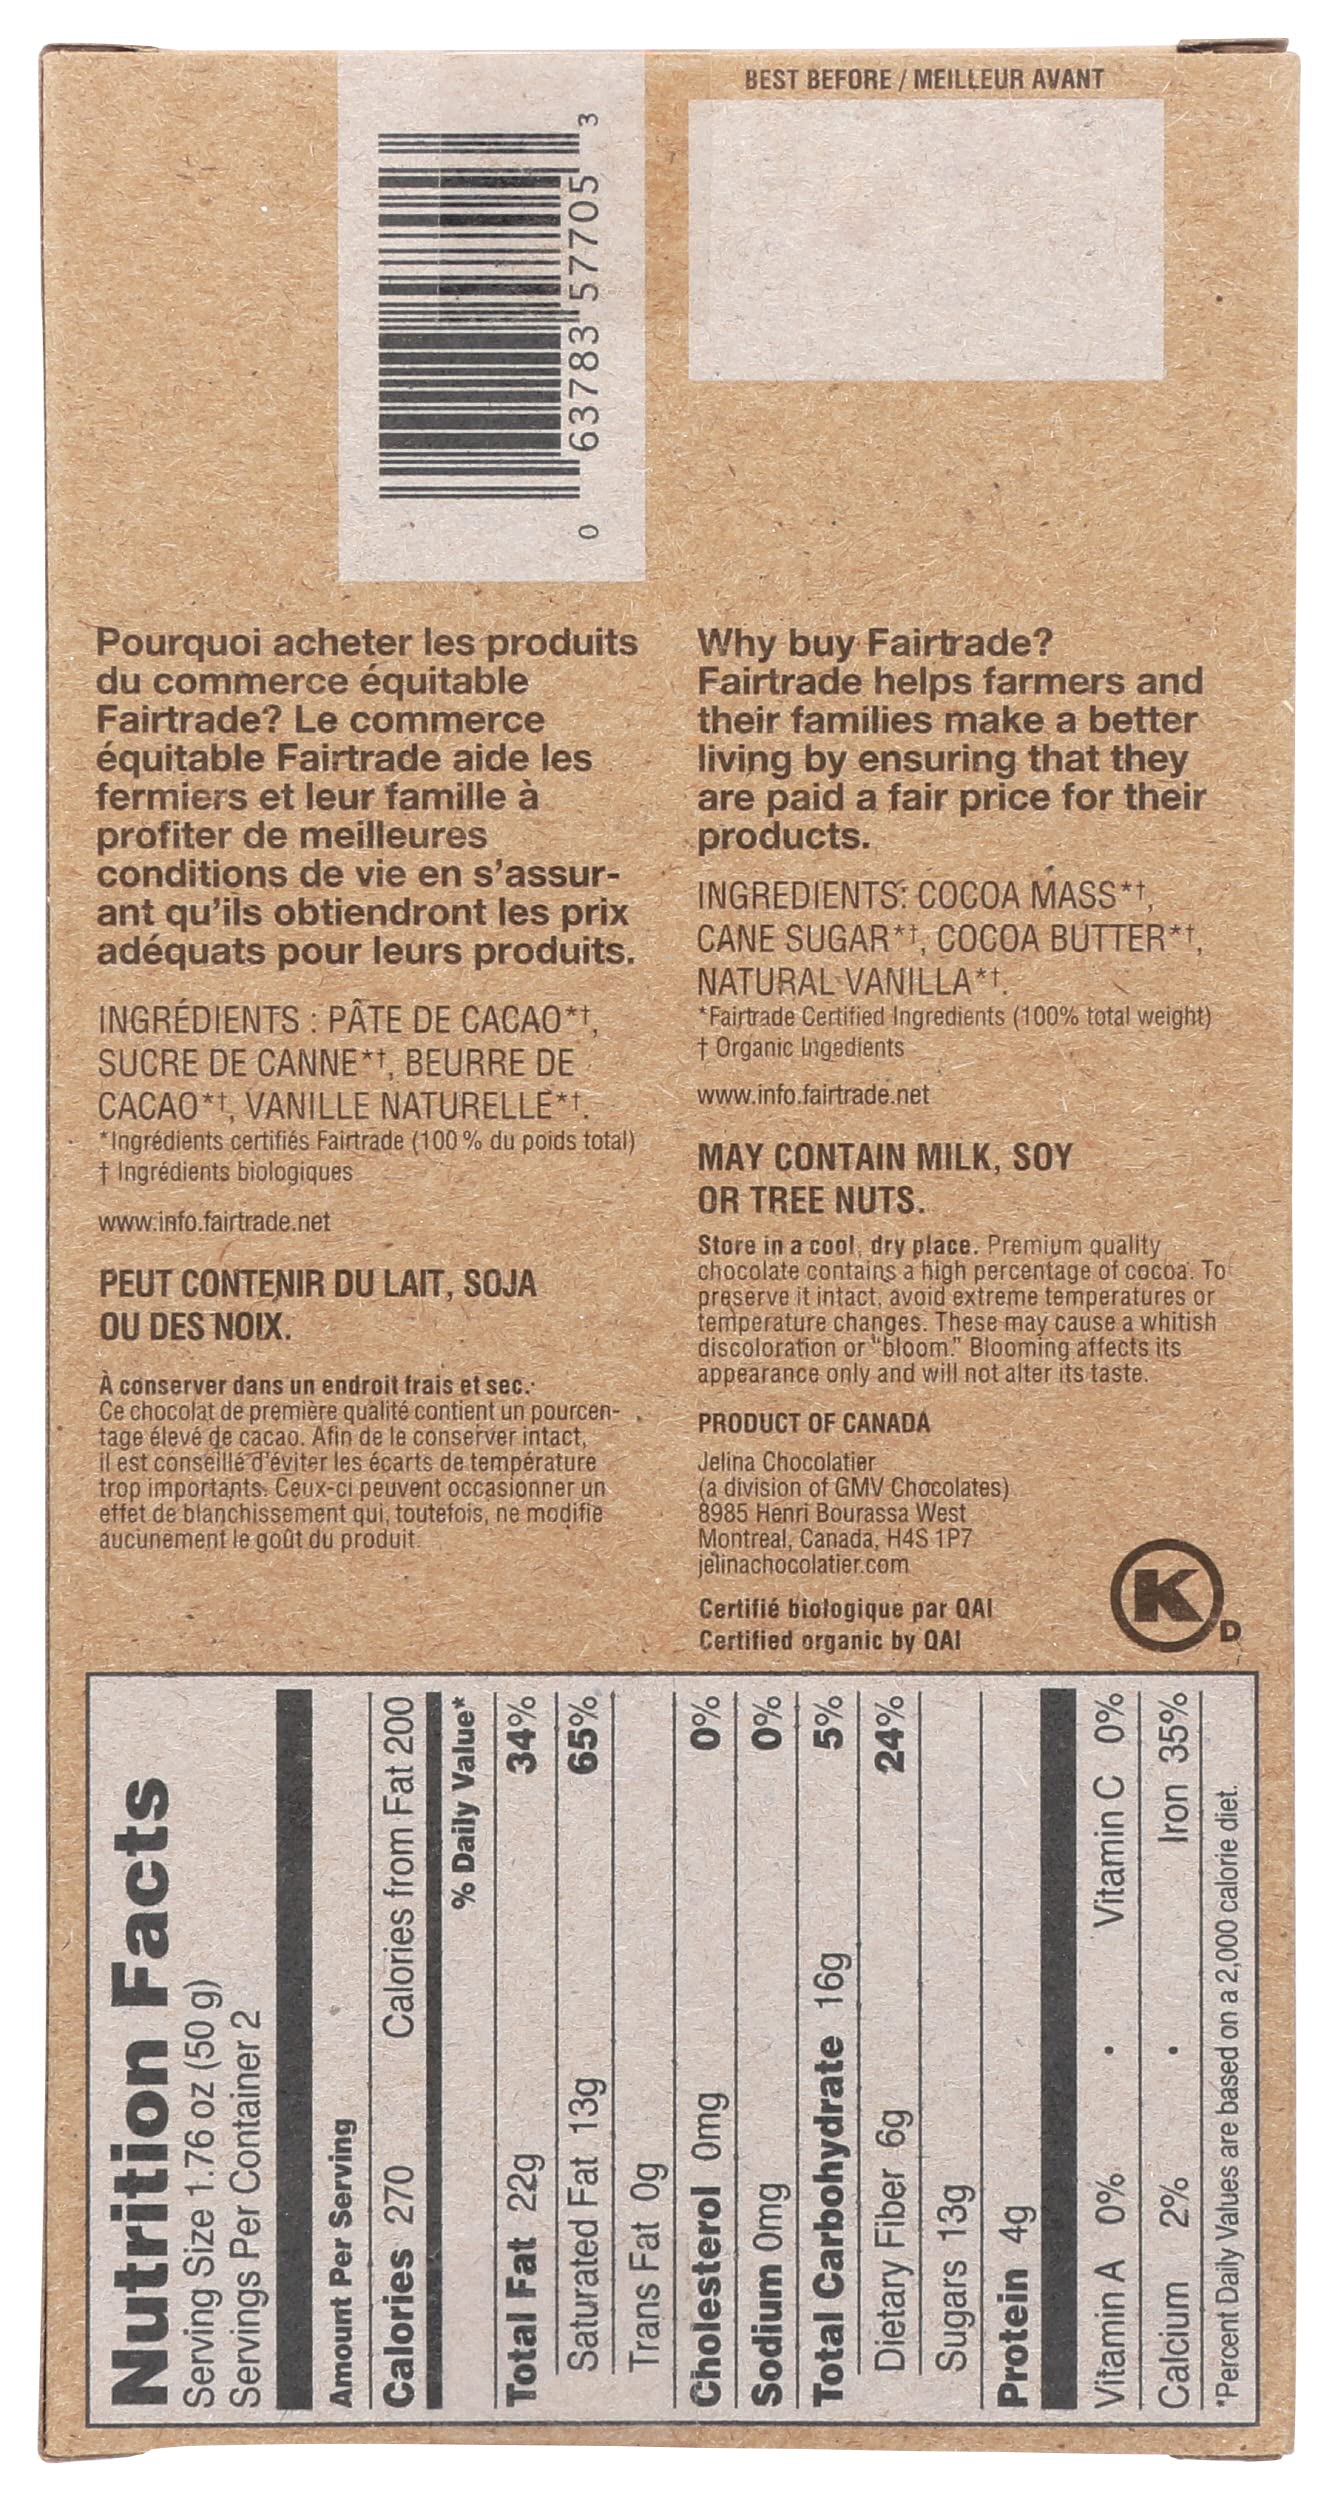 BEST BEFORE / MEILLEUR AVANT
0 63783 57705 3
Pourquoi acheter les produits
du commerce équitable
Fairtrade? Le commerce
équitable Fairtrade aide les
fermiers et leur famille à
profiter de meilleures
conditions de vie en s'assur-
ant qu'ils obtiendront les prix
adéquats pour leurs produits.
INGRÉDIENTS : PÂTE DE CACAO*†,
SUCRE DE CANNE*†, BEURRE DE
CACAO*†, VANILLE NATURELLE*†.
*Ingrédients certifiés Fairtrade (100 % du poids total)
† Ingrédients biologiques
www.info.fairtrade.net
PEUT CONTENIR DU LAIT, SOJA
OU DES NOIX.
À conserver dans un endroit frais et sec.
Ce chocolat de première qualité contient un pourcen-
tage élevé de cacao. Afin de le conserver intact,
il est conseillé d'éviter les écarts de température
trop importants. Ceux-ci peuvent occasionner un
effet de blanchissement qui, toutefois, ne modifie
aucunement le goût du produit.
Why buy Fairtrade?
Fairtrade helps farmers and
their families make a better
living by ensuring that they
are paid a fair price for their
products.
INGREDIENTS: COCOA MASS*†,
CANE SUGAR*†, COCOA BUTTER*†,
NATURAL VANILLA*†.
*Fairtrade Certified Ingredients (100% total weight)
† Organic Ingedients
www.info.fairtrade.net
MAY CONTAIN MILK, SOY
OR TREE NUTS.
Store in a cool, dry place. Premium quality
chocolate contains a high percentage of cocoa. To
preserve it intact, avoid extreme temperatures or
temperature changes. These may cause a whitish
discoloration or "bloom." Blooming affects its
appearance only and will not alter its taste.
PRODUCT OF CANADA
Jelina Chocolatier
(a division of GMV Chocolates)
8985 Henri Bourassa West
Montreal, Canada, H4S 1P7
jelinachocolatier.com
Certifié biologique par QAI
Certified organic by QAI
K D
Nutrition Facts
Serving Size 1.76 oz (50 g)
Servings Per Container 2
Amount Per Serving
Calories 270 Calories from Fat 200
% Daily Value*
Total Fat 22g 34%
Saturated Fat 13g 65%
Trans Fat 0g
Cholesterol 0mg 0%
Sodium 0mg 0%
Total Carbohydrate 16g 5%
Dietary Fiber 6g 24%
Sugars 13g
Protein 4g
Vitamin A 0% • Vitamin C 0%
Calcium 2% • Iron 35%
*Percent Daily Values are based on a 2,000 calorie diet.